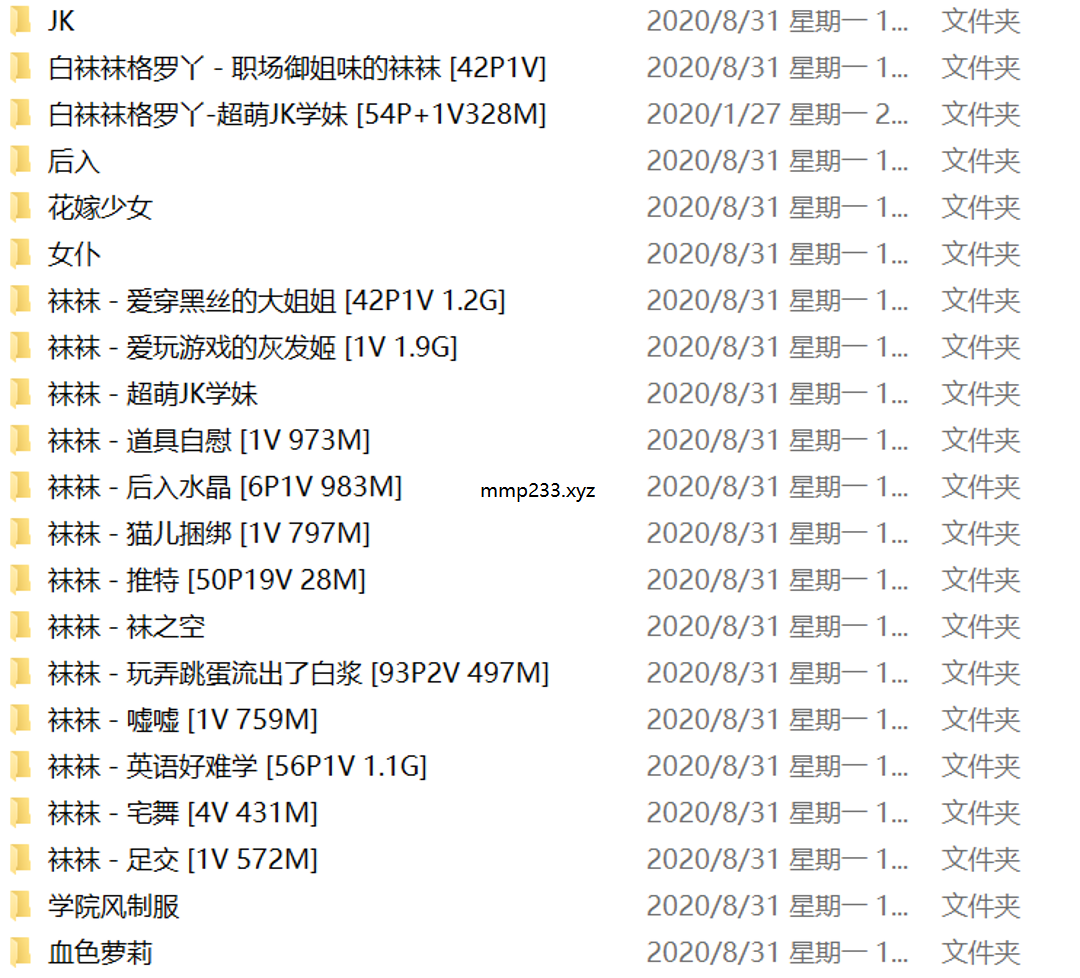 JK 2020/8/31 星期一 1... 文件夹
白袜袜格罗丫 - 职场御姐味的袜袜 [42P1V] 2020/8/31 星期一 1... 文件夹
白袜袜格罗丫-超萌JK学妹 [54P+1V328M] 2020/1/27 星期一 2... 文件夹
后入 2020/8/31 星期一 1... 文件夹
花嫁少女 2020/8/31 星期一 1... 文件夹
女仆 2020/8/31 星期一 1... 文件夹
袜袜 - 爱穿黑丝的大姐姐 [42P1V 1.2G] 2020/8/31 星期一 1... 文件夹
袜袜 - 爱玩游戏的灰发姬 [1V 1.9G] 2020/8/31 星期一 1... 文件夹
袜袜 - 超萌JK学妹 2020/8/31 星期一 1... 文件夹
袜袜 - 道具自慰 [1V 973M] 2020/8/31 星期一 1... 文件夹
袜袜 - 后入水晶 [6P1V 983M] mmp233.xyz 2020/8/31 星期一 1... 文件夹
袜袜 - 猫儿捆绑 [1V 797M] 2020/8/31 星期一 1... 文件夹
袜袜 - 推特 [50P19V 28M] 2020/8/31 星期一 1... 文件夹
袜袜 - 袜之空 2020/8/31 星期一 1... 文件夹
袜袜 - 玩弄跳蛋流出了白浆 [93P2V 497M] 2020/8/31 星期一 1... 文件夹
袜袜 - 嘘嘘 [1V 759M] 2020/8/31 星期一 1... 文件夹
袜袜 - 英语好难学 [56P1V 1.1G] 2020/8/31 星期一 1... 文件夹
袜袜 - 宅舞 [4V 431M] 2020/8/31 星期一 1... 文件夹
袜袜 - 足交 [1V 572M] 2020/8/31 星期一 1... 文件夹
学院风制服 2020/8/31 星期一 1... 文件夹
血色萝莉 2020/8/31 星期一 1... 文件夹